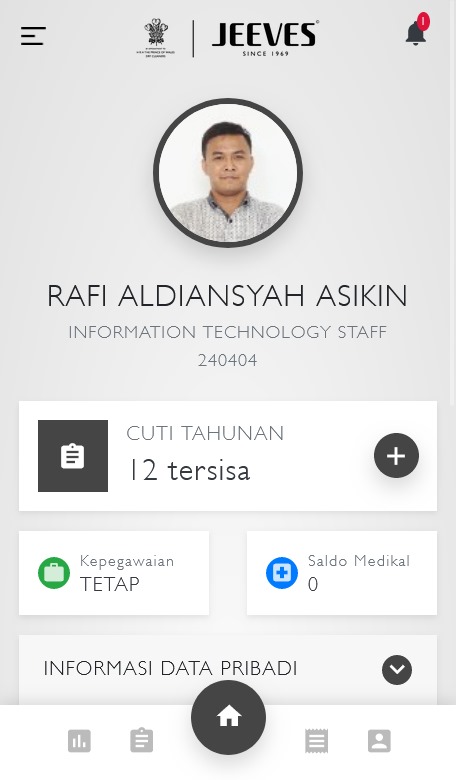 JEEVES
SINCE 1969
1
RAFI ALDIANSYAH ASIKIN
INFORMATION TECHNOLOGY STAFF
240404
CUTI TAHUNAN
12 tersisa
Kepegawaian
TETAP
Saldo Medikal
0
INFORMASI DATA PRIBADI